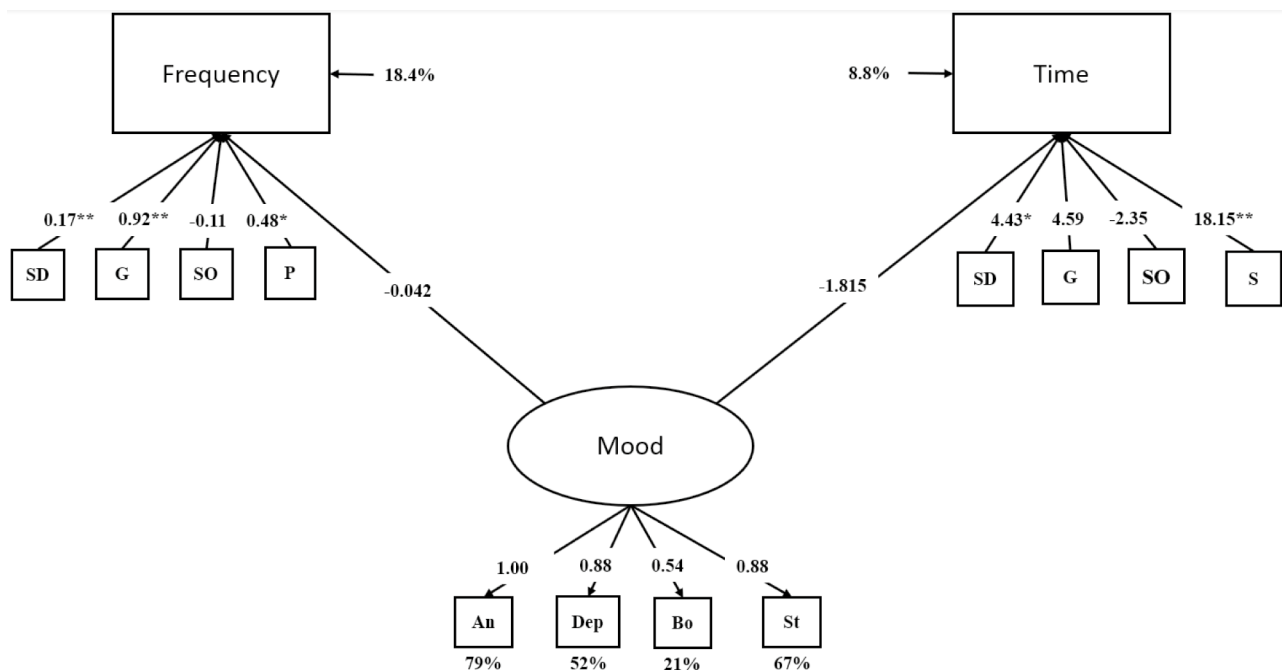 Frequency
18.4%
8.8%
Time
0.17**
0.92**
-0.11
0.48*
4.43*
4.59
-2.35
18.15**
SD
G
SO
P
-0.042
-1.815
SD
G
SO
S
Mood
1.00
0.88
0.54
0.88
An
Dep
Bo
St
79%
52%
21%
67%